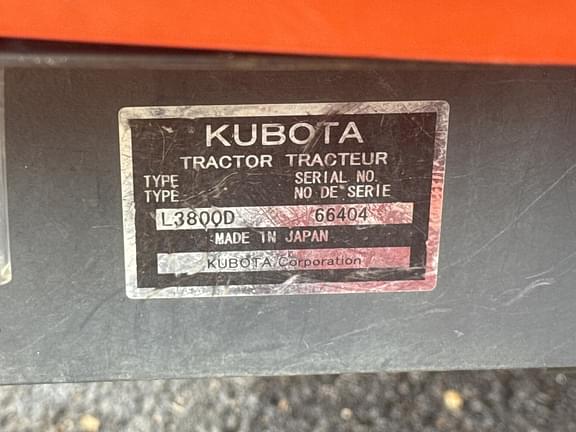 KUBOTA
TRACTOR TRACTEUR
TYPE SERIAL NO.
TYPE NO DE SERIE
L3800D 66404
MADE IN JAPAN
KUBOTA Corporation